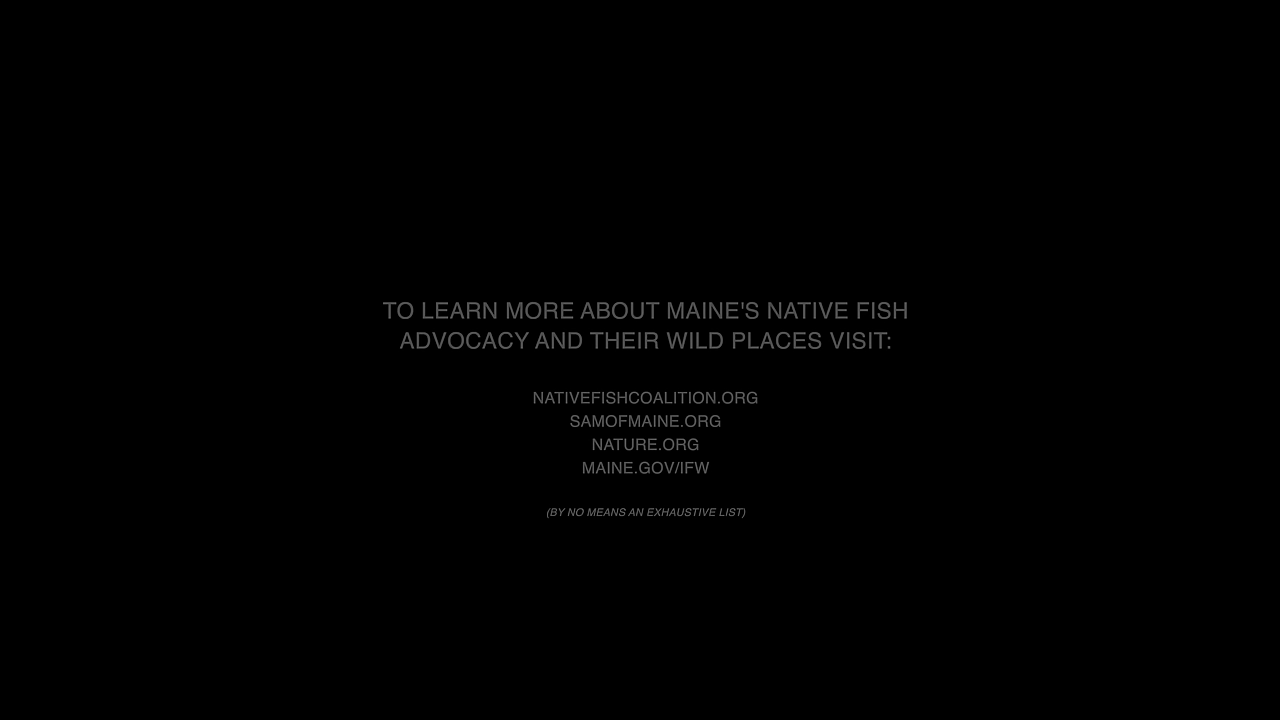 TO LEARN MORE ABOUT MAINE'S NATIVE FISH
ADVOCACY AND THEIR WILD PLACES VISIT:
NATIVEFISHCOALITION.ORG
SAMOFMAINE.ORG
NATURE.ORG
MAINE.GOV/IFW
(BY NO MEANS AN EXHAUSTIVE LIST)